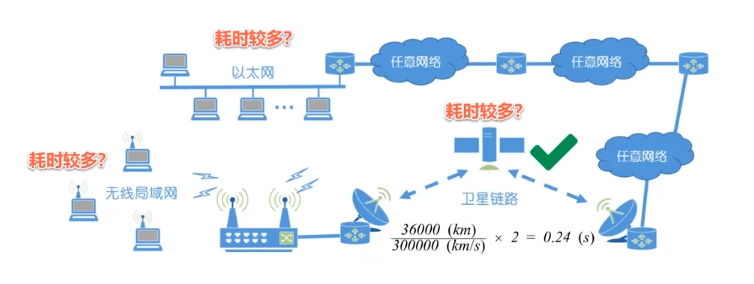 耗时较多?
以太网
任意网络
任意网络
耗时较多?
耗时较多?
无线局域网
任意网络
卫星链路
36000 (km)
300000 (km/s) × 2 = 0.24 (s)